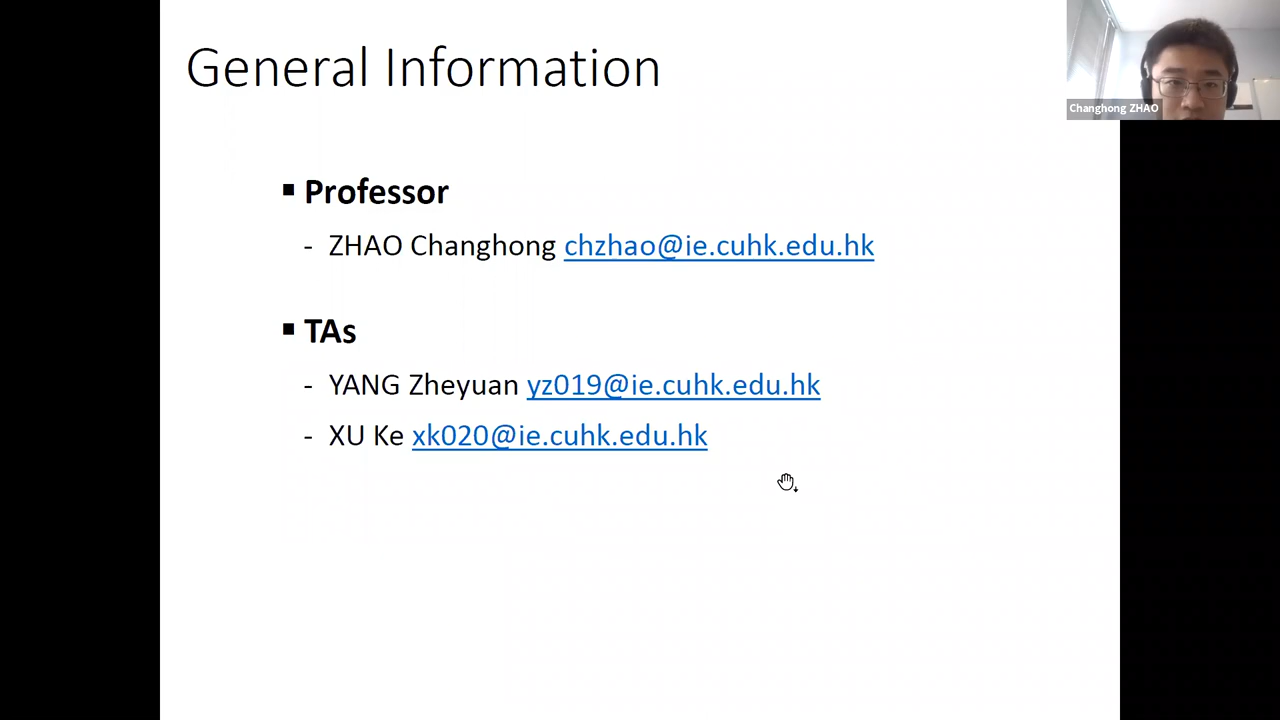 General Information
Changhong ZHAO
▪ Professor
- ZHAO Changhong chzhao@ie.cuhk.edu.hk
▪ TAs
- YANG Zheyuan yz019@ie.cuhk.edu.hk
- XU Ke xk020@ie.cuhk.edu.hk